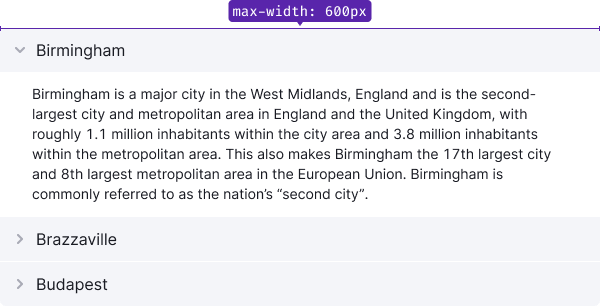 max-width: 600px
Birmingham
Birmingham is a major city in the West Midlands, England and is the second-
largest city and metropolitan area in England and the United Kingdom, with
roughly 1.1 million inhabitants within the city area and 3.8 million inhabitants
within the metropolitan area. This also makes Birmingham the 17th largest city
and 8th largest metropolitan area in the European Union. Birmingham is
commonly referred to as the nation’s “second city”.
Brazzaville
Budapest